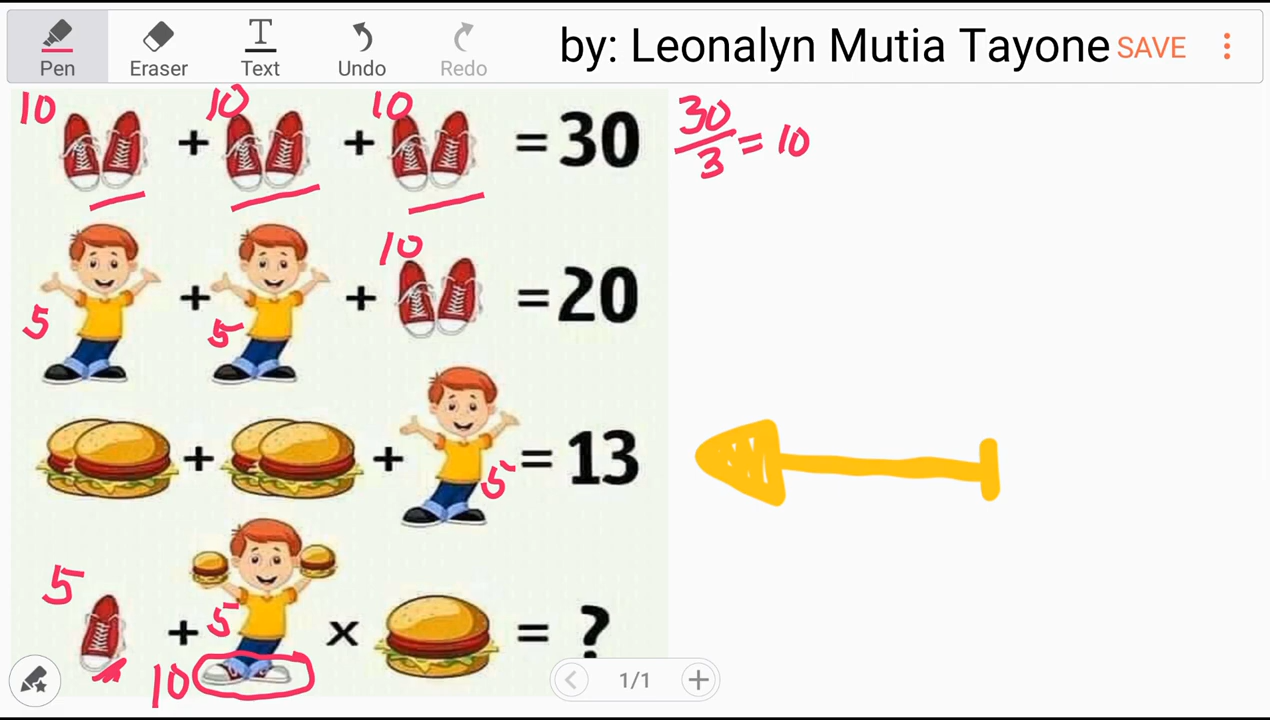 Pen Eraser Text Undo Redo by: Leonalyn Mutia Tayone SAVE
10 + 10 + 10 = 30 30/3 = 10
5 + 5 + 10 = 20
+ + 5 = 13
5 + 5 10 x = ?
1/1